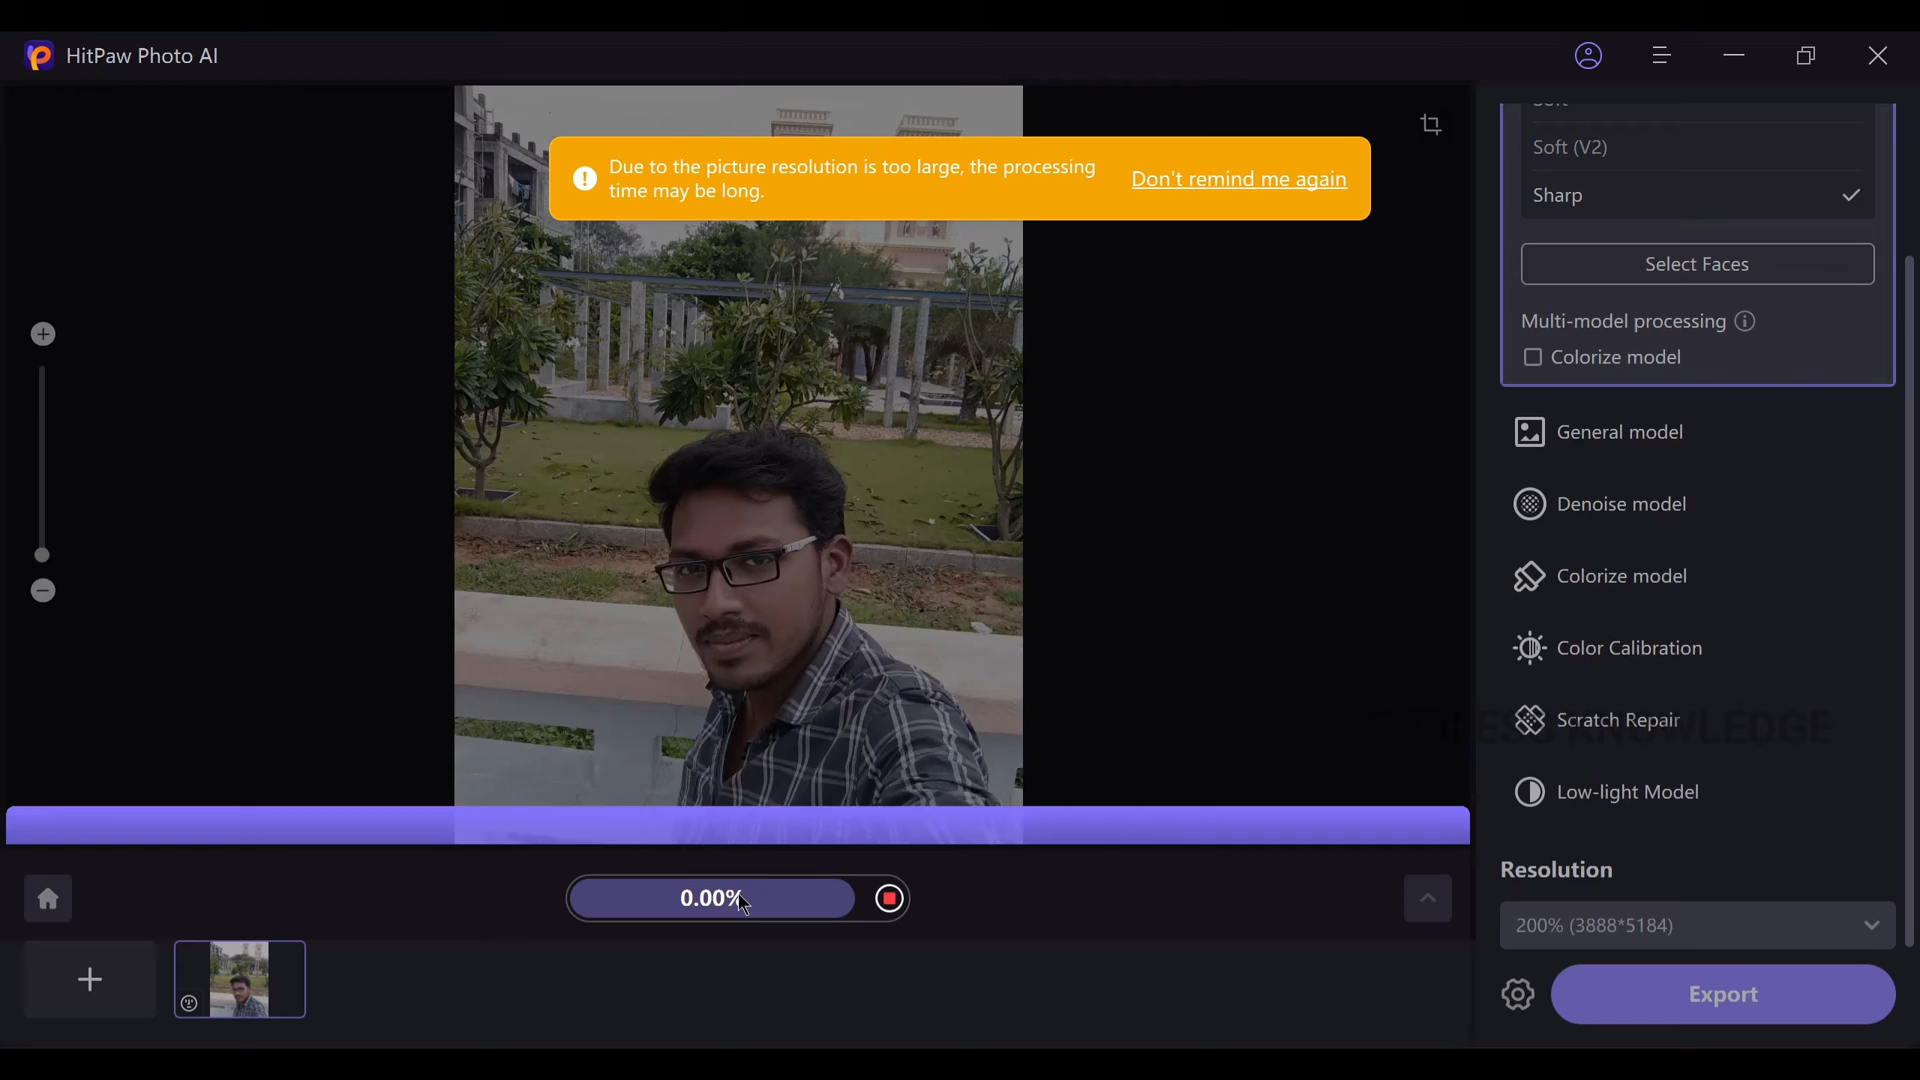 HitPaw Photo AI
Due to the picture resolution is too large, the processing
time may be long.
Don't remind me again
Soft
Soft (V2)
Sharp
Select Faces
Multi-model processing
Colorize model
General model
Denoise model
Colorize model
Color Calibration
Scratch Repair
KNOWLEDGE
Low-light Model
Resolution
200% (3888*5184)
Export
0.00%